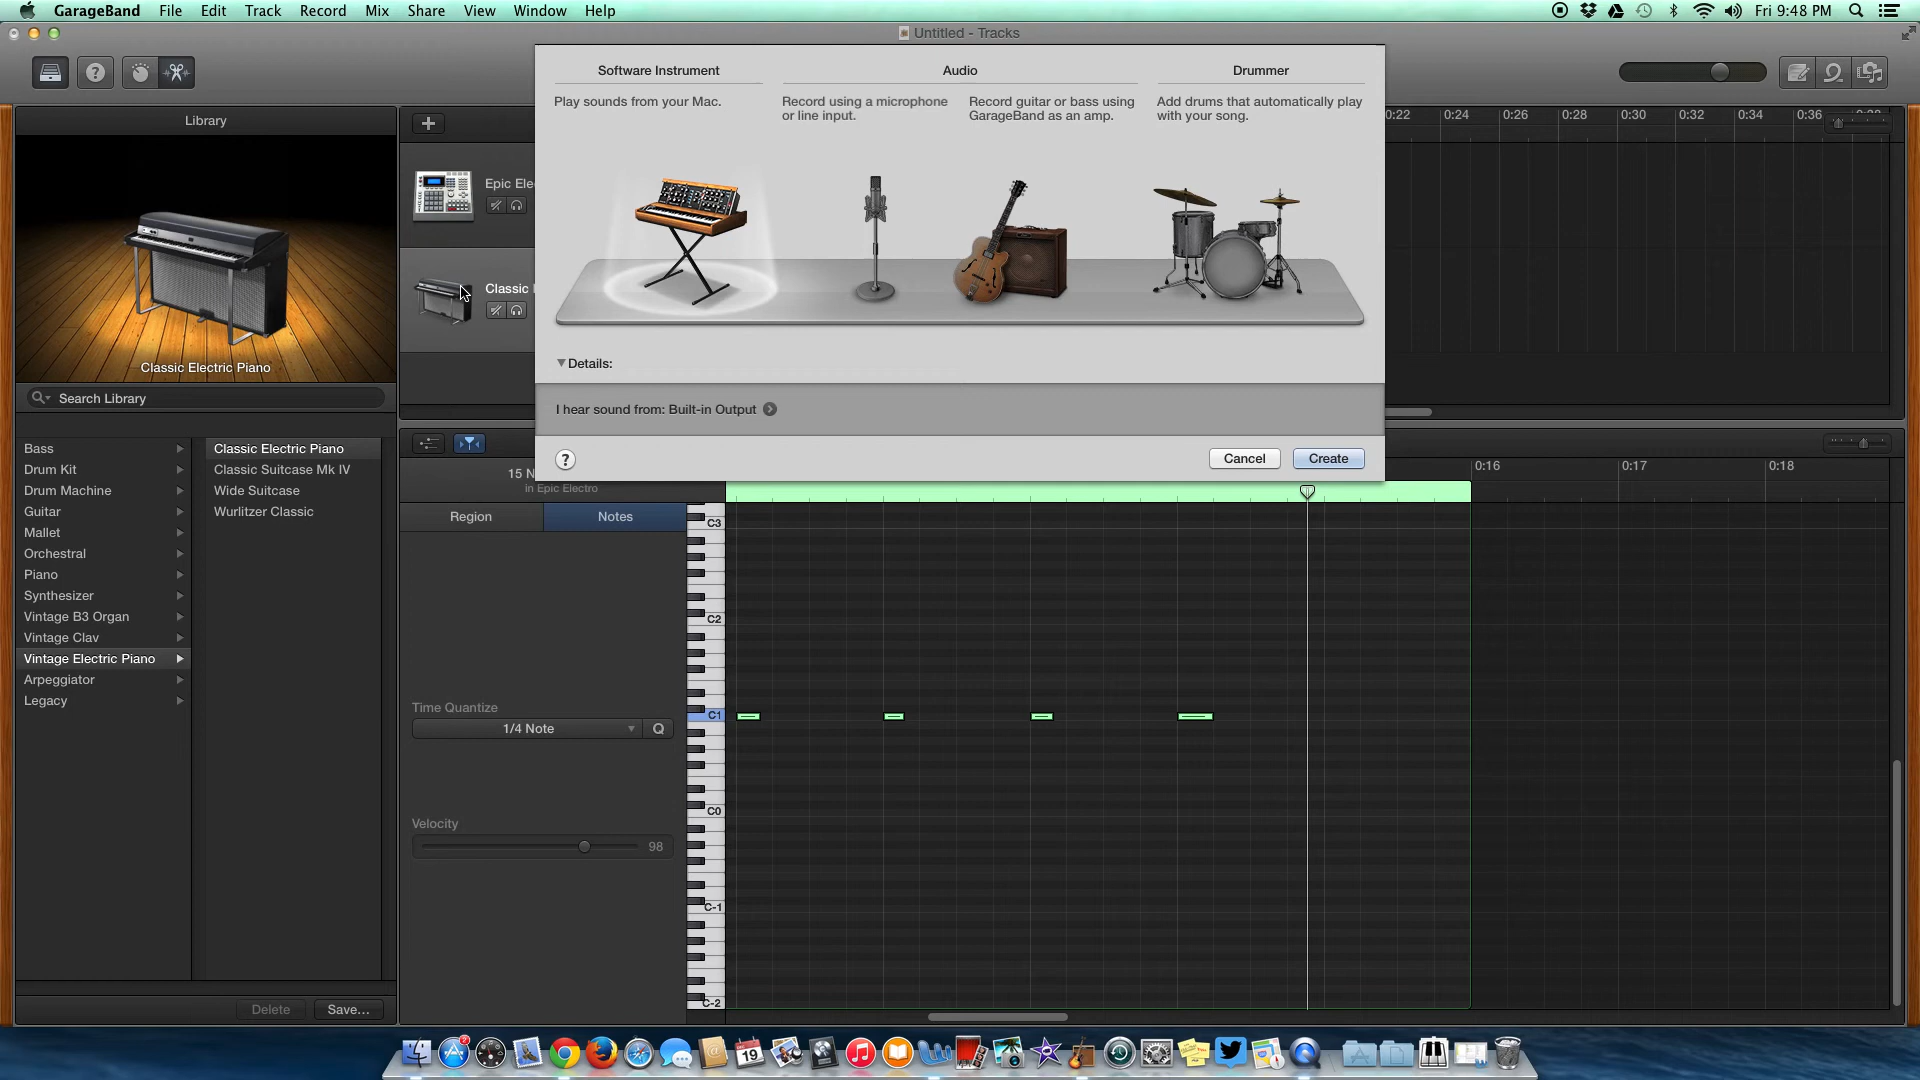 GarageBand File Edit Track Record Mix Share View Window Help
Fri 9:48 PM
Untitled - Tracks
Software Instrument Audio Drummer
Play sounds from your Mac.
Record using a microphone
or line input.
Record guitar or bass using
GarageBand as an amp.
Add drums that automatically play
with your song.
Details:
I hear sound from: Built-in Output
?
Cancel Create
Library
Classic Electric Piano
Search Library
Bass
Drum Kit
Drum Machine
Guitar
Mallet
Orchestral
Piano
Synthesizer
Vintage B3 Organ
Vintage Clav
Vintage Electric Piano
Arpeggiator
Legacy
Classic Electric Piano
Classic Suitcase Mk IV
Wide Suitcase
Wurlitzer Classic
Delete Save...
+
Epic Ele
Classic
0:22 0:24 0:26 0:28 0:30 0:32 0:34 0:36
15 N
in Epic Electro
0:16 0:17 0:18
Region Notes
Time Quantize
1/4 Note Q
Velocity
98
C3
C2
C1
C0
C-1
C-2
DEC
19